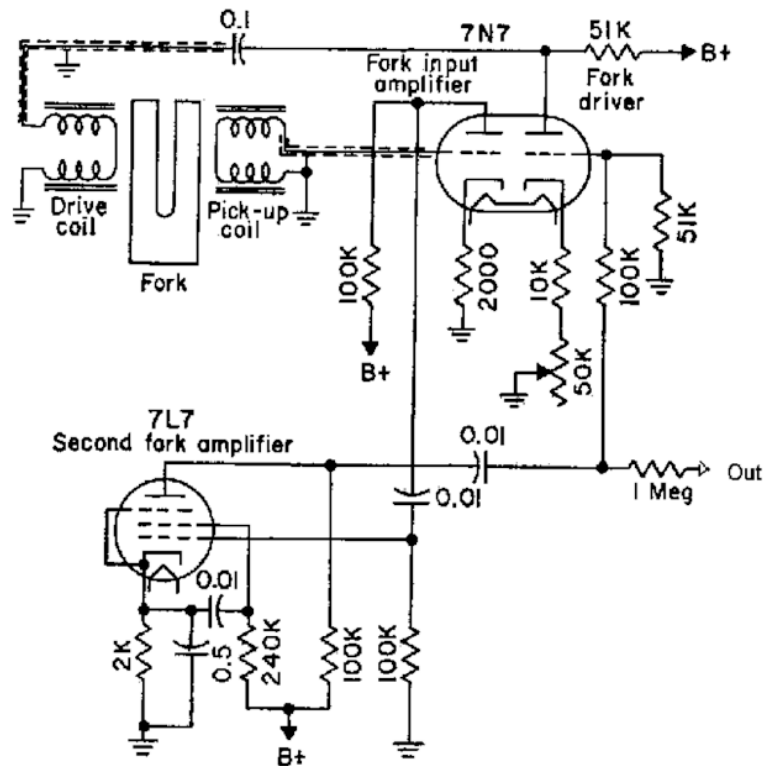 0.1
7N7
51K
B+
Fork input
amplifier
Fork
driver
Drive
coil
Pick-up
coil
Fork
100K
2000
10K
100K
51K
B+
50K
7L7
Second fork amplifier
0.01
0.01
1 Meg
Out
0.01
2K
0.5
240K
100K
100K
B+